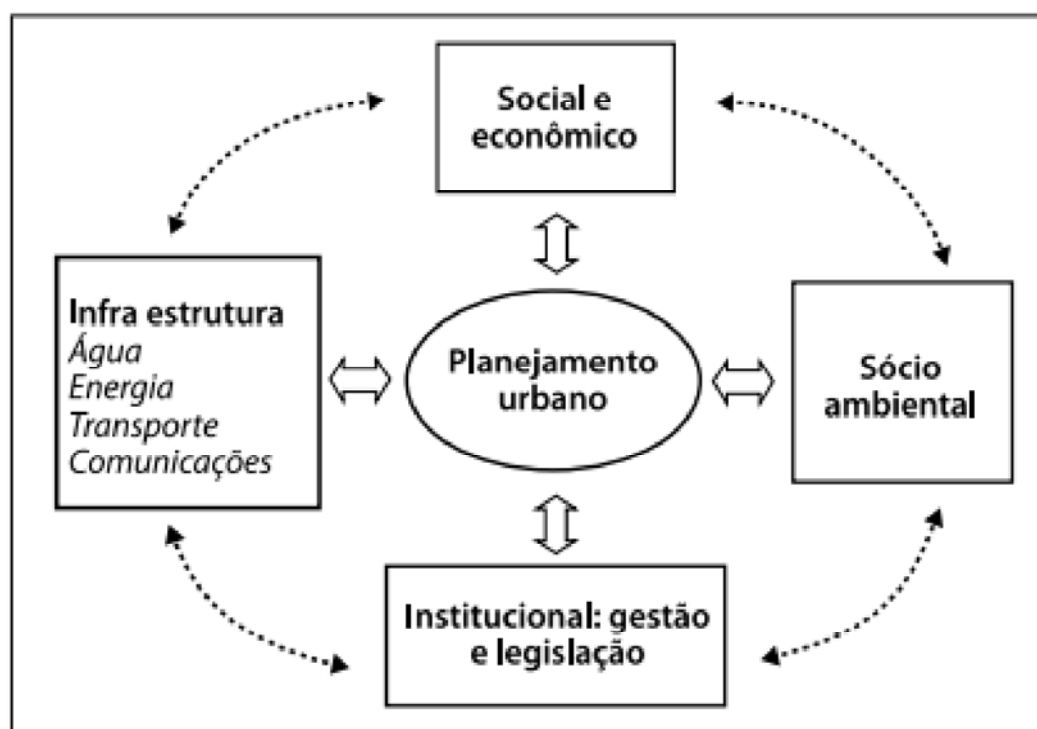 Social e
econômico
Infra estrutura
Água
Energia
Transporte
Comunicações
Planejamento
urbano
Sócio
ambiental
Institucional: gestão
e legislação